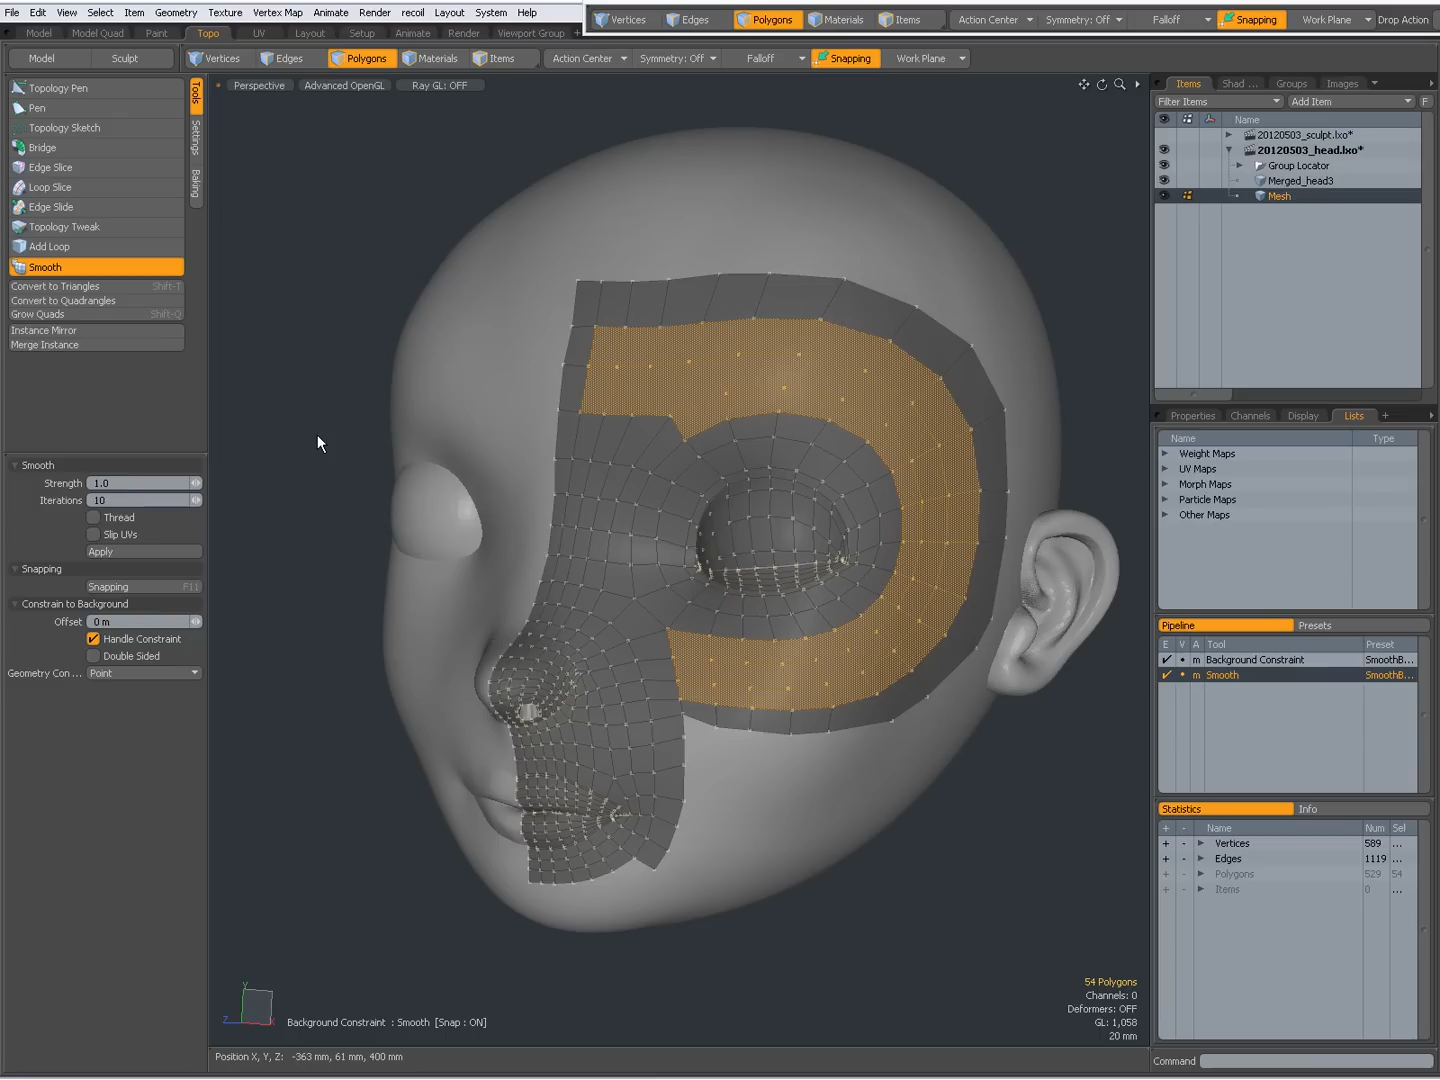 File Edit View Select Item Geometry Texture Vertex Map Animate Render recoil Layout System Help
Vertices Edges Polygons Materials Items Action Center Symmetry: Off Falloff Snapping Work Plane Drop Action
Model Model Quad Paint Topo UV Layout Setup Animate Render Viewport Group +
Model Sculpt Vertices Edges Polygons Materials Items Action Center Symmetry: Off Falloff Snapping Work Plane
Perspective Advanced OpenGL Ray GL: OFF
Tools
Settings
Baking
Topology Pen
Pen
Topology Sketch
Bridge
Edge Slice
Loop Slice
Edge Slide
Topology Tweak
Add Loop
Smooth
Convert to Triangles Shift-T
Convert to Quadrangles
Grow Quads Shift-Q
Instance Mirror
Merge Instance
Smooth
Strength 1.0
Iterations 10
Thread
Slip UVs
Apply
Snapping
Snapping F11
Constrain to Background
Offset 0 m
Handle Constraint
Double Sided
Geometry Con ... Point
Y
Z
X
Background Constraint : Smooth [Snap : ON]
54 Polygons
Channels: 0
Deformers: OFF
GL: 1,058
20 mm
Position X, Y, Z: -363 mm, 61 mm, 400 mm
Items Shad ... Groups Images
Filter Items Add Item F
Name
20120503_sculpt.lxo*
20120503_head.lxo*
Group Locator
Merged_head3
Mesh
Properties Channels Display Lists +
Name Type
Weight Maps
UV Maps
Morph Maps
Particle Maps
Other Maps
Pipeline Presets
E V A Tool Preset
m Background Constraint SmoothB...
m Smooth SmoothB...
Statistics Info
+ - Name Num Sel
+ - Vertices 589 ...
+ - Edges 1119 ...
+ - Polygons 529 54
+ - Items 0 ...
Command